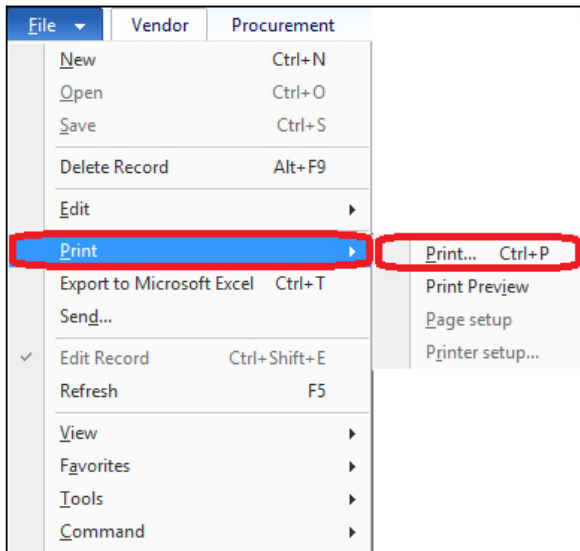 File Vendor Procurement
New Ctrl+N
Open Ctrl+O
Save Ctrl+S
Delete Record Alt+F9
Edit
Print
Print... Ctrl+P
Export to Microsoft Excel Ctrl+T
Print Preview
Send...
Page setup
Edit Record Ctrl+Shift+E
Printer setup...
Refresh F5
View
Favorites
Tools
Command